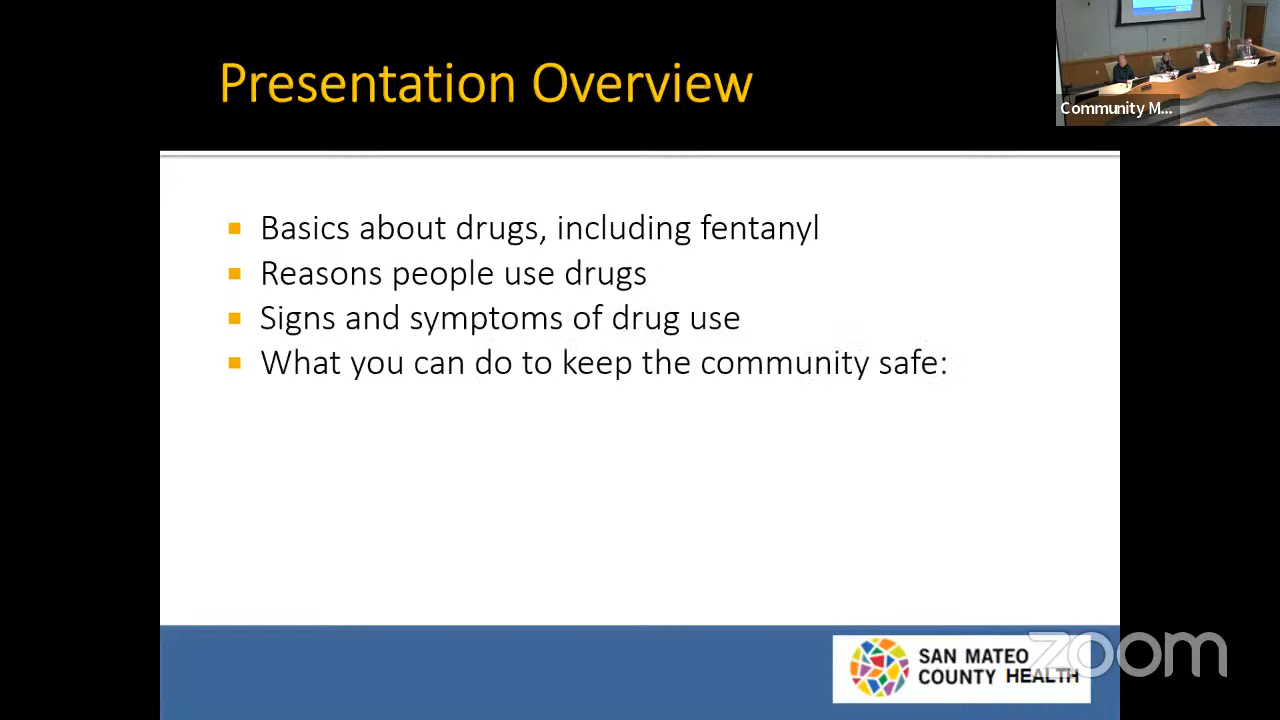 Presentation Overview
Community M...
Basics about drugs, including fentanyl
Reasons people use drugs
Signs and symptoms of drug use
What you can do to keep the community safe:
SAN MATEO
COUNTY HEALTH
zoom